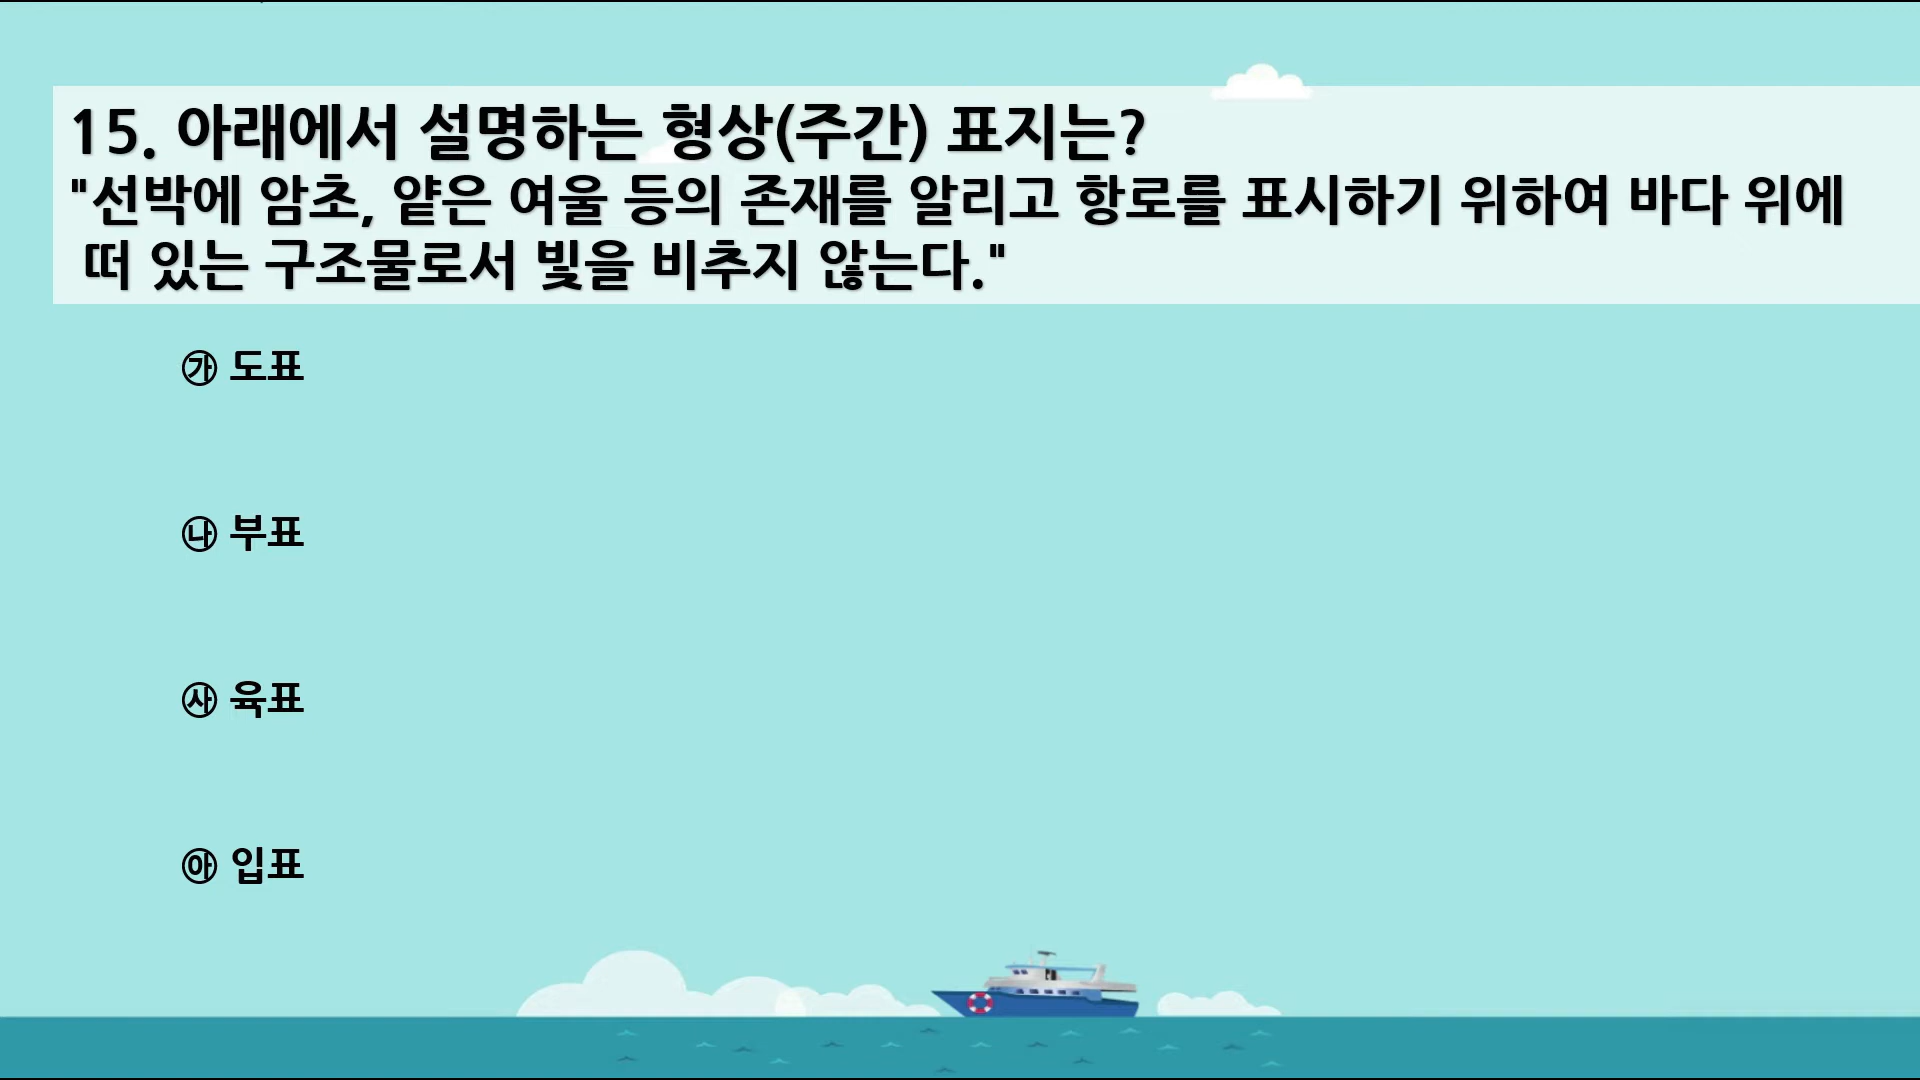 15. 아래에서 설명하는 형상(주간) 표지는?
"선박에 암초, 얕은 여울 등의 존재를 알리고 항로를 표시하기 위하여 바다 위에
떠 있는 구조물로서 빛을 비추지 않는다."
㉮ 도표
㉯ 부표
㉴ 육표
㉵ 입표